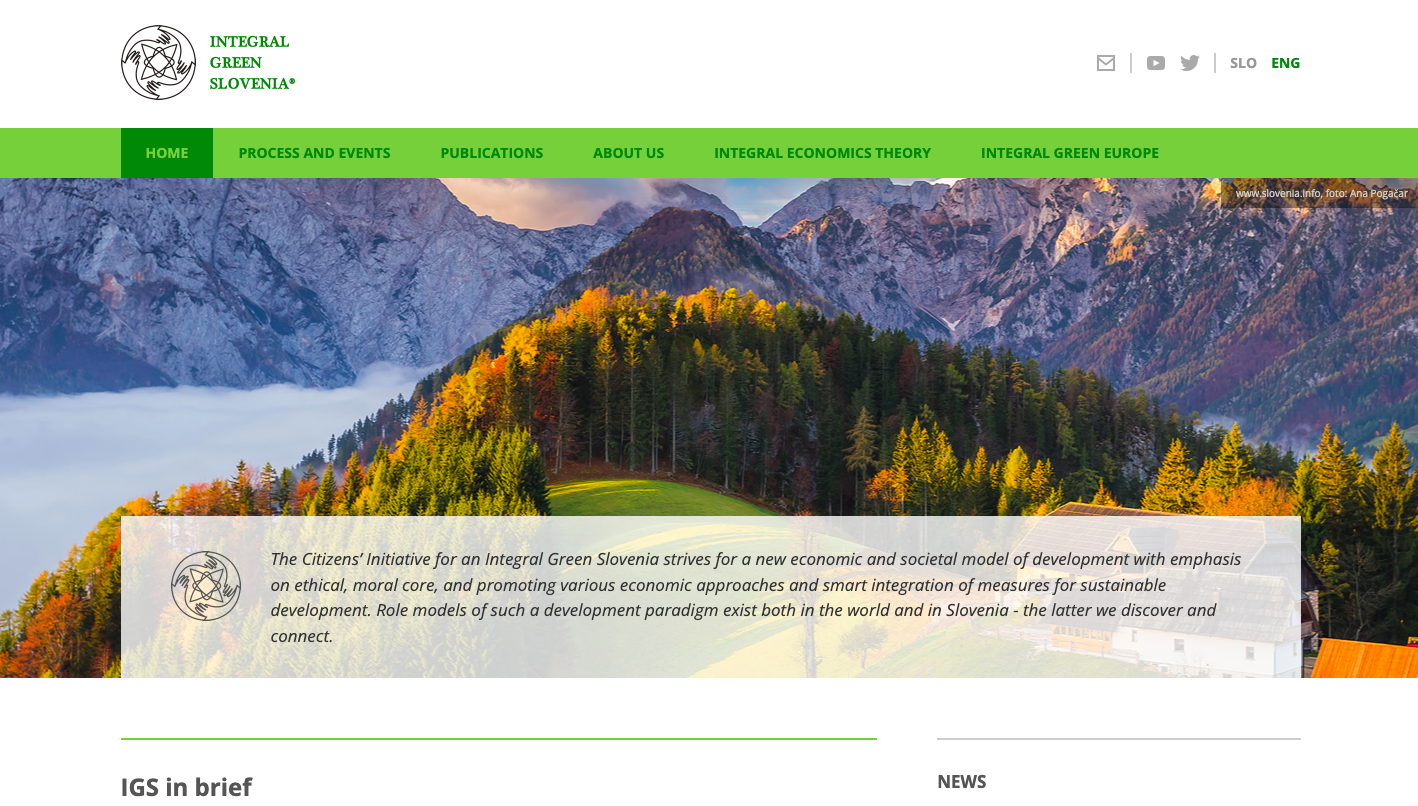 INTEGRAL
GREEN
SLOVENIA®
SLO ENG
HOME PROCESS AND EVENTS PUBLICATIONS ABOUT US INTEGRAL ECONOMICS THEORY INTEGRAL GREEN EUROPE
www.slovenia.info, foto: Ana Pogačar
The Citizens’ Initiative for an Integral Green Slovenia strives for a new economic and societal model of development with emphasis
on ethical, moral core, and promoting various economic approaches and smart integration of measures for sustainable
development. Role models of such a development paradigm exist both in the world and in Slovenia - the latter we discover and
connect.
IGS in brief
NEWS